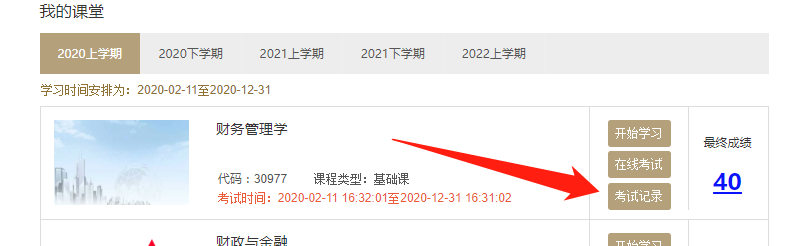 我的课堂
2020上学期 2020下学期 2021上学期 2021下学期 2022上学期
学习时间安排为：2020-02-11至2020-12-31
财务管理学
开始学习
最终成绩
在线考试
代码：30977 课程类型：基础课
40
考试时间：2020-02-11 16:32:01至2020-12-31 16:31:02
考试记录
财政与金融
开始学习